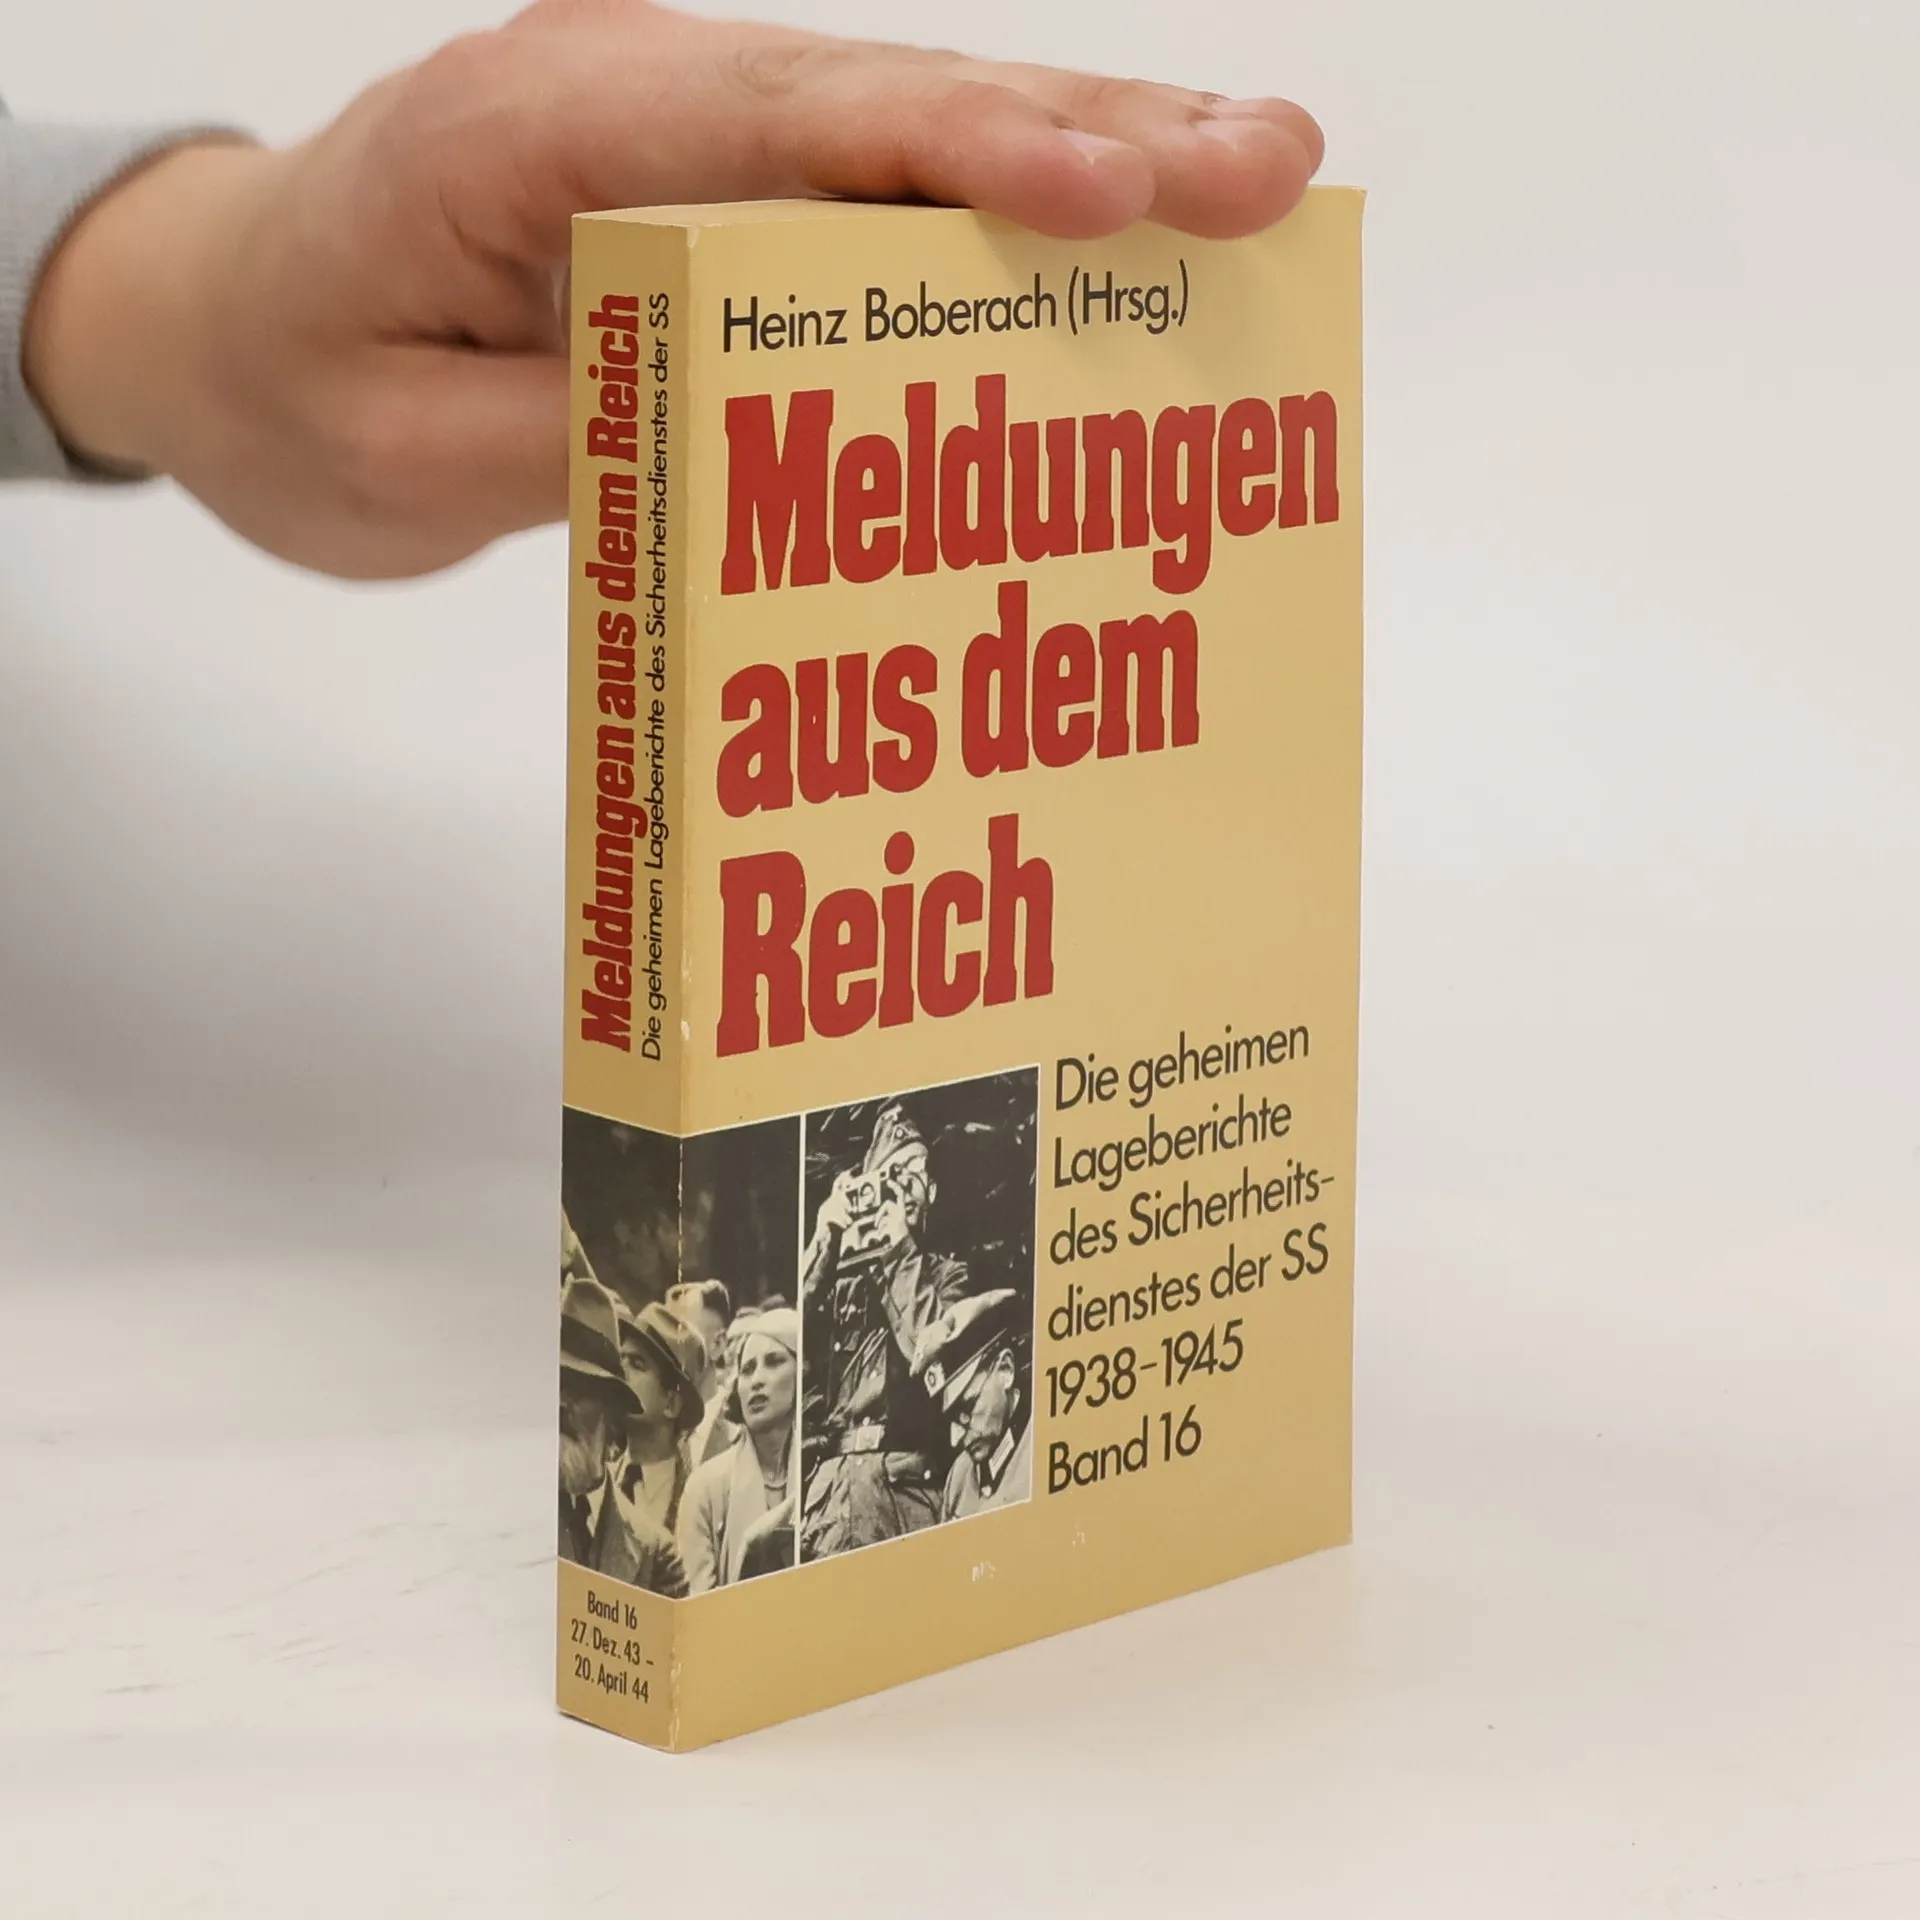 Heinz Boberach (Hrsg.)
Meldungen
aus dem
Reich
Die geheimen
Lageberichte
des Sicherheits-
dienstes der SS
1938-1945
Band 16
Meldungen aus dem Reich
Die geheimen Lageberichte des Sicherheitsdienstes der SS
Band 16
27. Dez. 43 –
20. April 44